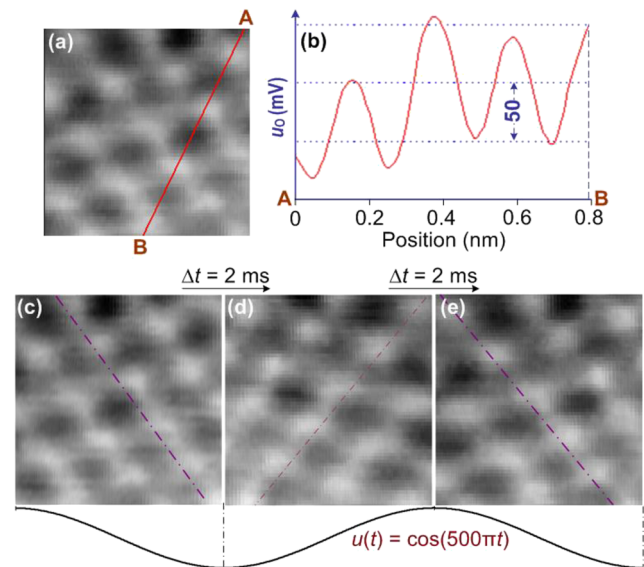 (a)
A
B
(b)
u₀ (mV)
50
A
B
0
0.2
0.4
0.6
0.8
Position (nm)
Δt = 2 ms
Δt = 2 ms
(c)
(d)
(e)
u(t) = cos(500πt)